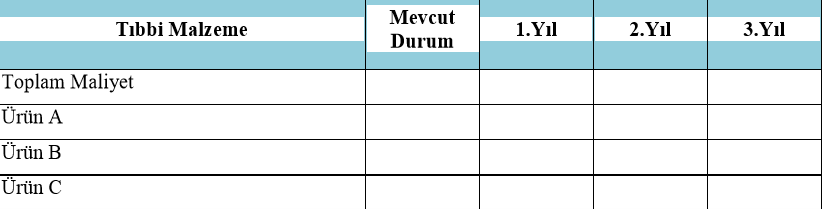 Tıbbi Malzeme
Mevcut
Durum
1.Yıl
2.Yıl
3.Yıl
Toplam Maliyet
Ürün A
Ürün B
Ürün C